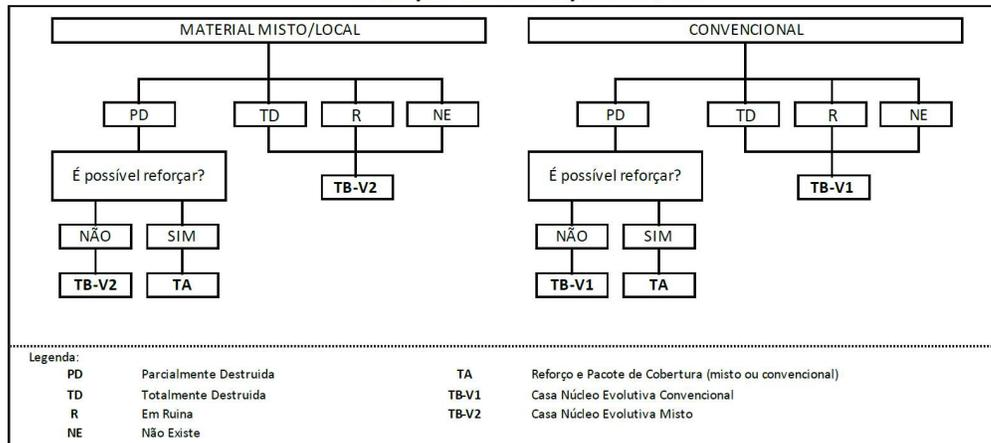 MATERIAL MISTO/LOCAL
CONVENCIONAL
PD
TD
R
NE
PD
TD
R
NE
É possível reforçar?
TB-V2
É possível reforçar?
TB-V1
NÃO
SIM
NÃO
SIM
TB-V2
TA
TB-V1
TA
Legenda:
PD Parcialmente Destruida
TA Reforço e Pacote de Cobertura (misto ou convencional)
TD Totalmente Destruida
TB-V1 Casa Núcleo Evolutiva Convencional
R Em Ruina
TB-V2 Casa Núcleo Evolutiva Misto
NE Não Existe